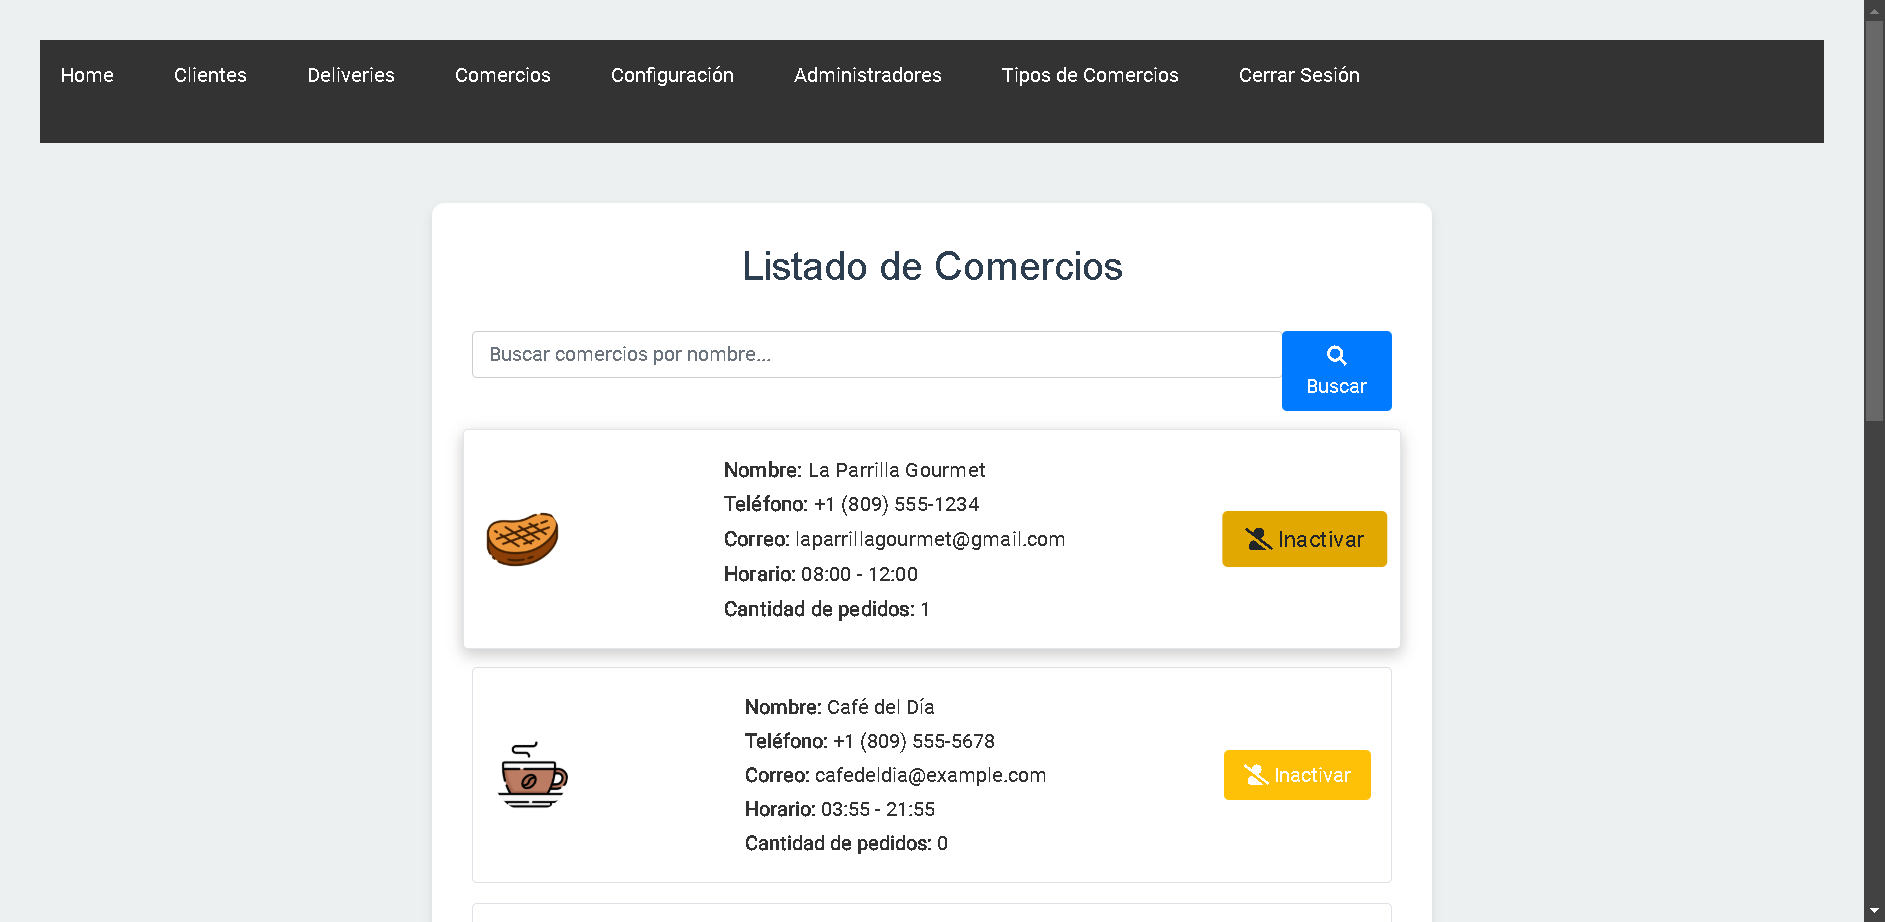 Home Clientes Deliveries Comercios Configuración Administradores Tipos de Comercios Cerrar Sesión
Listado de Comercios
Buscar comercios por nombre...
Buscar
Nombre: La Parrilla Gourmet
Teléfono: +1 (809) 555-1234
Correo: laparrillagourmet@gmail.com
Horario: 08:00 - 12:00
Cantidad de pedidos: 1
Inactivar
Nombre: Café del Día
Teléfono: +1 (809) 555-5678
Correo: cafedeldia@example.com
Horario: 03:55 - 21:55
Cantidad de pedidos: 0
Inactivar